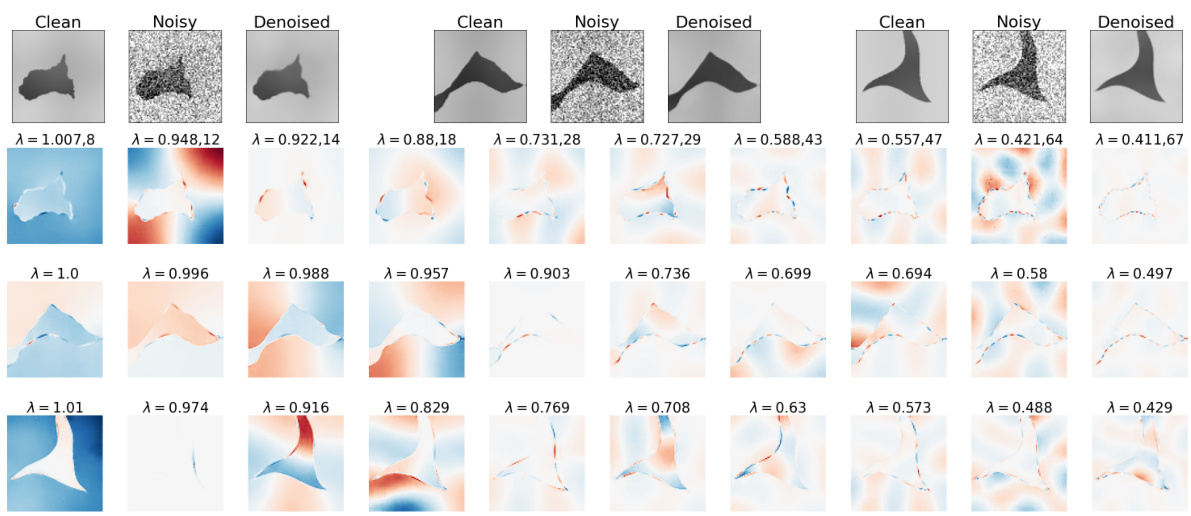 Clean Noisy Denoised Clean Noisy Denoised Clean Noisy Denoised
λ = 1.007,8 λ = 0.948,12 λ = 0.922,14 λ = 0.88,18 λ = 0.731,28 λ = 0.727,29 λ = 0.588,43 λ = 0.557,47 λ = 0.421,64 λ = 0.411,67
λ = 1.0 λ = 0.996 λ = 0.988 λ = 0.957 λ = 0.903 λ = 0.736 λ = 0.699 λ = 0.694 λ = 0.58 λ = 0.497
λ = 1.01 λ = 0.974 λ = 0.916 λ = 0.829 λ = 0.769 λ = 0.708 λ = 0.63 λ = 0.573 λ = 0.488 λ = 0.429